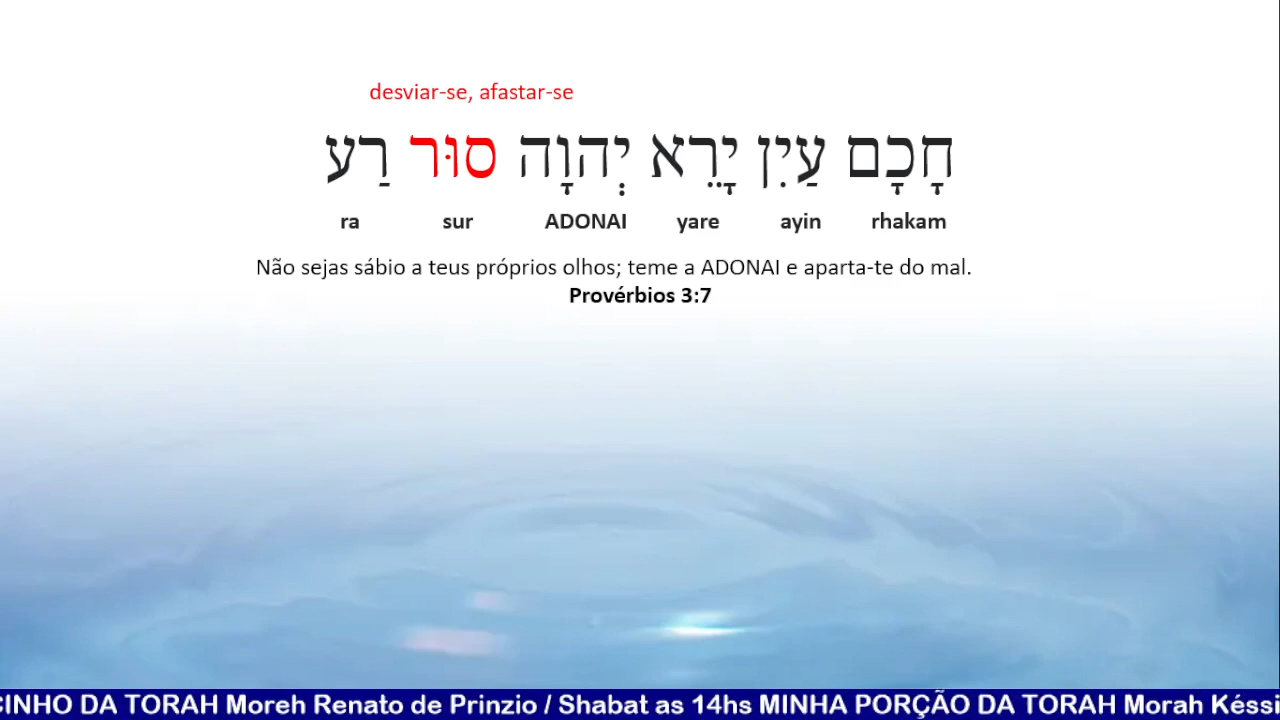 desviar-se, afastar-se
חָכָם עַיִן יָרֵא יְהוָה סוּר רַע
ra sur ADONAI yare ayin rhakam
Não sejas sábio a teus próprios olhos; teme a ADONAI e aparta-te do mal.
Provérbios 3:7
CINHO DA TORAH Moreh Renato de Prinzio / Shabat as 14hs MINHA PORÇÃO DA TORAH Morah Késsi